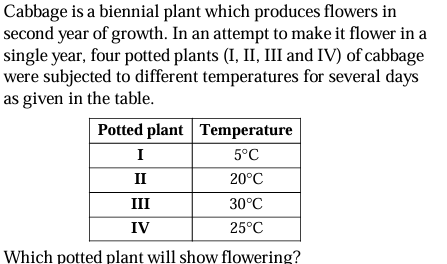 Cabbage is a biennial plant which produces flowers in
second year of growth. In an attempt to make it flower in a
single year, four potted plants (I, II, III and IV) of cabbage
were subjected to different temperatures for several days
as given in the table.
Potted plant Temperature
I 5°C
II 20°C
III 30°C
IV 25°C
Which potted plant will show flowering?